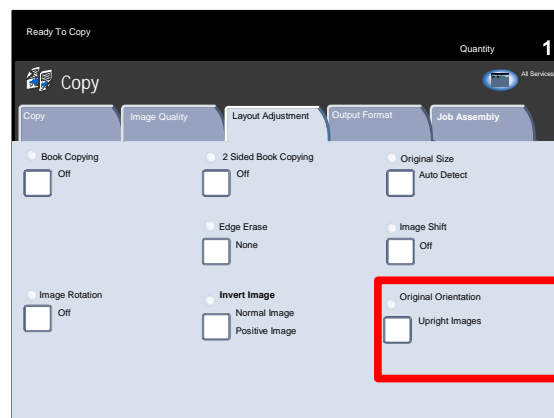 Ready To Copy
Quantity 1
Copy
All Services
Copy Image Quality Layout Adjustment Output Format Job Assembly
Book Copying 2 Sided Book Copying Original Size
Off Off Auto Detect
Edge Erase Image Shift
None Off
Image Rotation Invert Image Original Orientation
Off Normal Image Upright Images
Positive Image